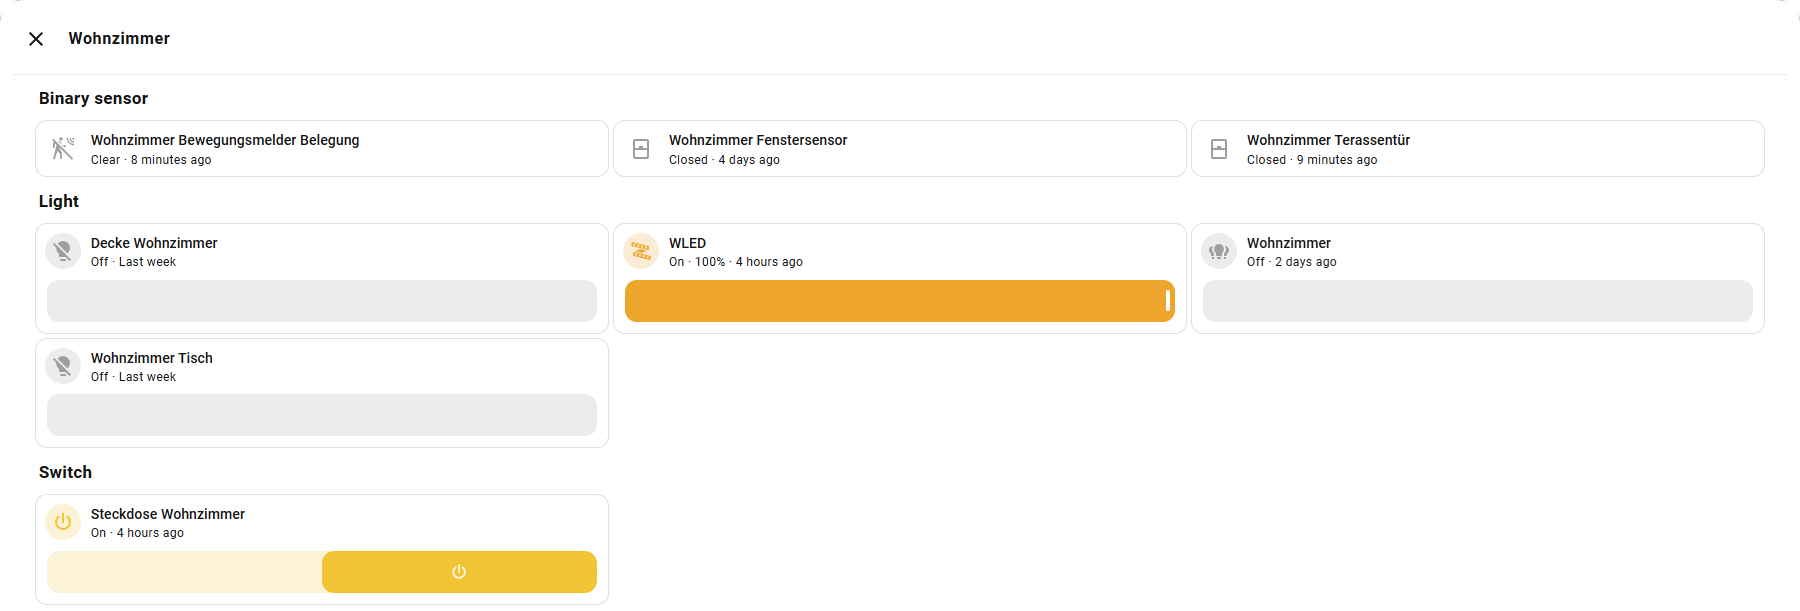 Wohnzimmer
Binary sensor
Wohnzimmer Bewegungsmelder Belegung
Clear · 8 minutes ago
Wohnzimmer Fenstersensor
Closed · 4 days ago
Wohnzimmer Terassentür
Closed · 9 minutes ago
Light
Decke Wohnzimmer
Off · Last week
WLED
On · 100% · 4 hours ago
Wohnzimmer
Off · 2 days ago
Wohnzimmer Tisch
Off · Last week
Switch
Steckdose Wohnzimmer
On · 4 hours ago